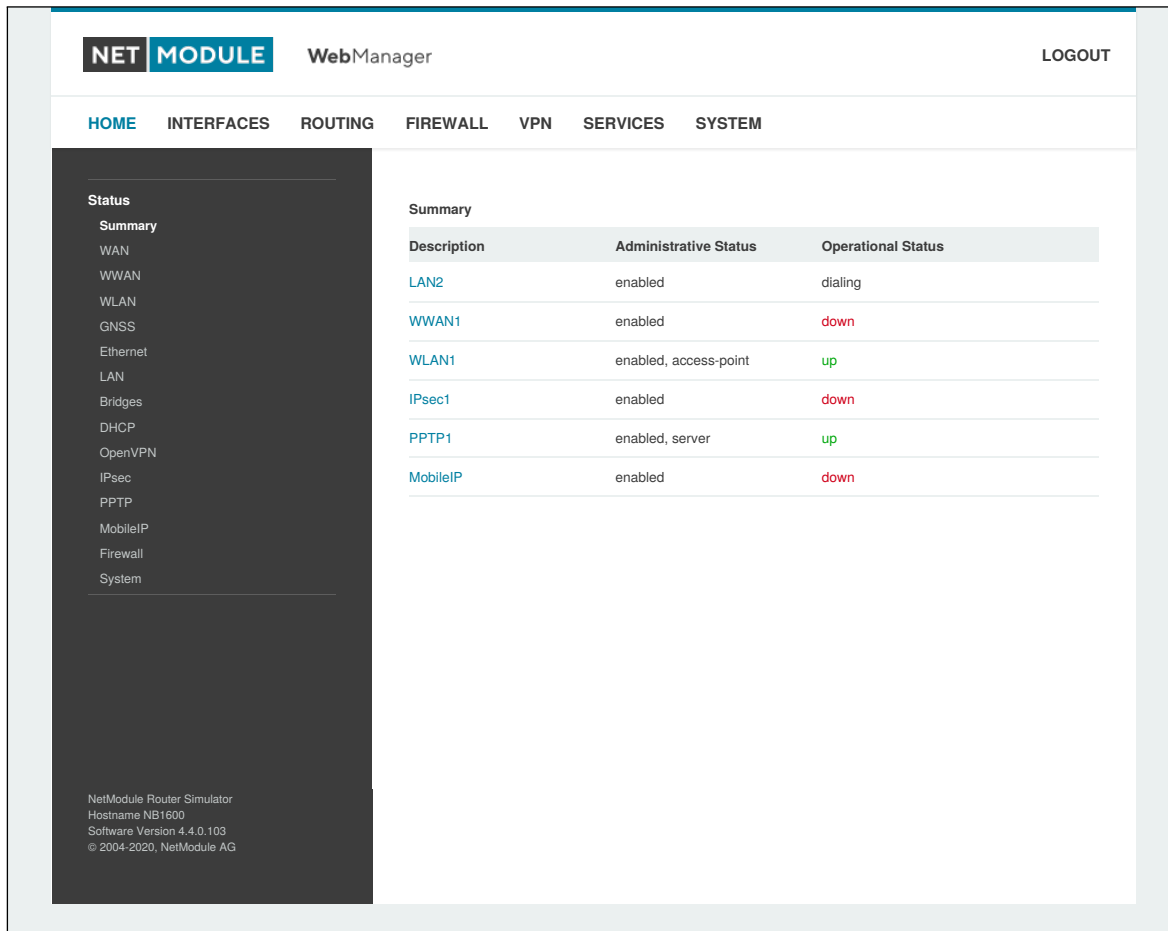 NET MODULE WebManager LOGOUT
HOME INTERFACES ROUTING FIREWALL VPN SERVICES SYSTEM
Status
Summary
WAN
WWAN
WLAN
GNSS
Ethernet
LAN
Bridges
DHCP
OpenVPN
IPsec
PPTP
MobileIP
Firewall
System
NetModule Router Simulator
Hostname NB1600
Software Version 4.4.0.103
© 2004-2020, NetModule AG
Summary
Description Administrative Status Operational Status
LAN2 enabled dialing
WWAN1 enabled down
WLAN1 enabled, access-point up
IPsec1 enabled down
PPTP1 enabled, server up
MobileIP enabled down